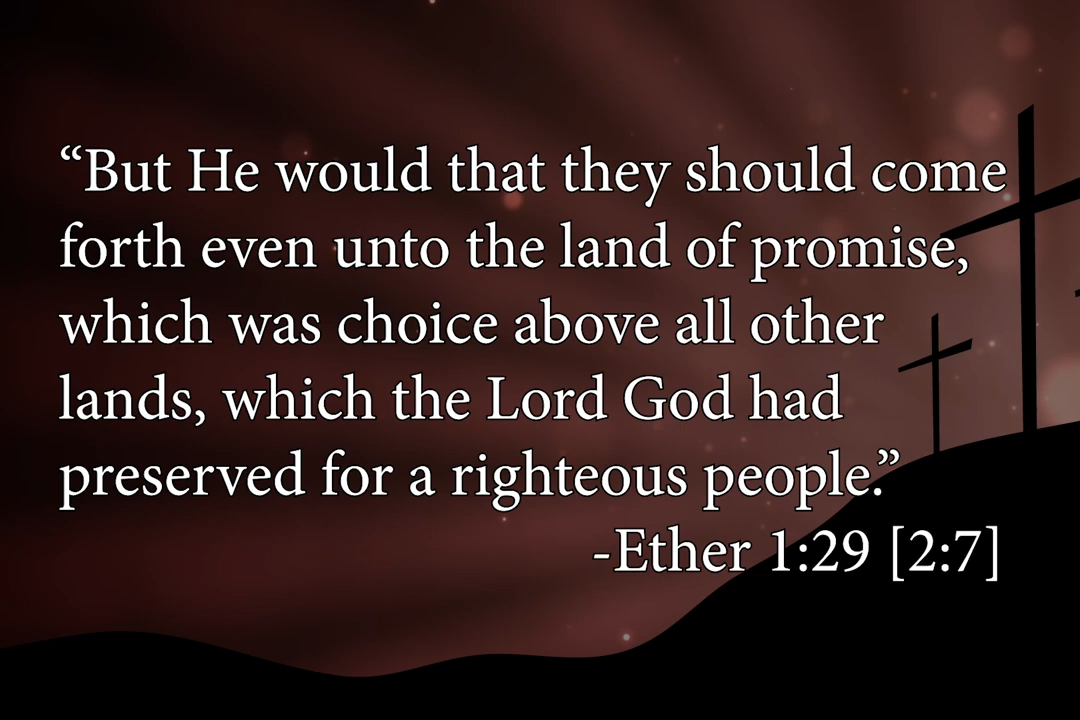 “But He would that they should come
forth even unto the land of promise,
which was choice above all other
lands, which the Lord God had
preserved for a righteous people.”
-Ether 1:29 [2:7]